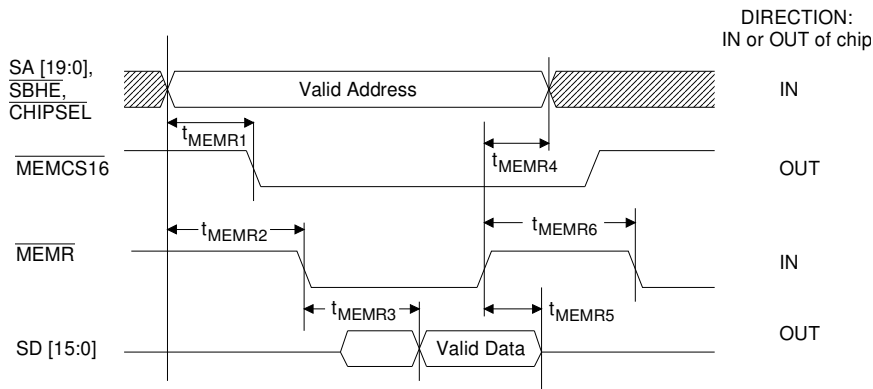 DIRECTION:
IN or OUT of chip
SA [19:0],
SBHE,
CHIPSEL
Valid Address
IN
tMEMR1
tMEMR4
MEMCS16
OUT
tMEMR2
tMEMR6
MEMR
IN
tMEMR3
tMEMR5
SD [15:0]
Valid Data
OUT